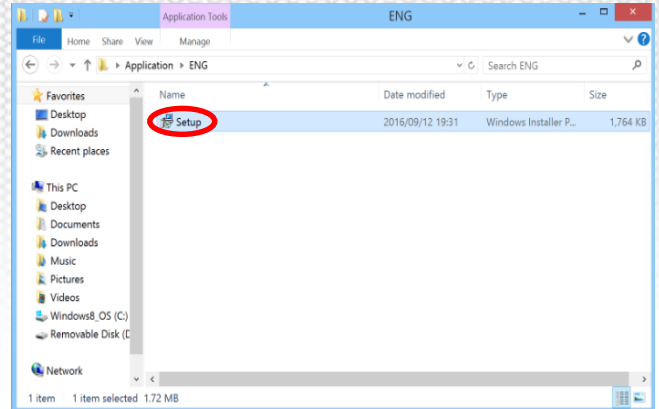 Application Tools
ENG
File Home Share View Manage
Application ▸ ENG
Search ENG
Name Date modified Type Size
Setup 2016/09/12 19:31 Windows Installer P... 1,764 KB
Favorites
Desktop
Downloads
Recent places
This PC
Desktop
Documents
Downloads
Music
Pictures
Videos
Windows8_OS (C:)
Removable Disk (D
Network
1 item 1 item selected 1.72 MB